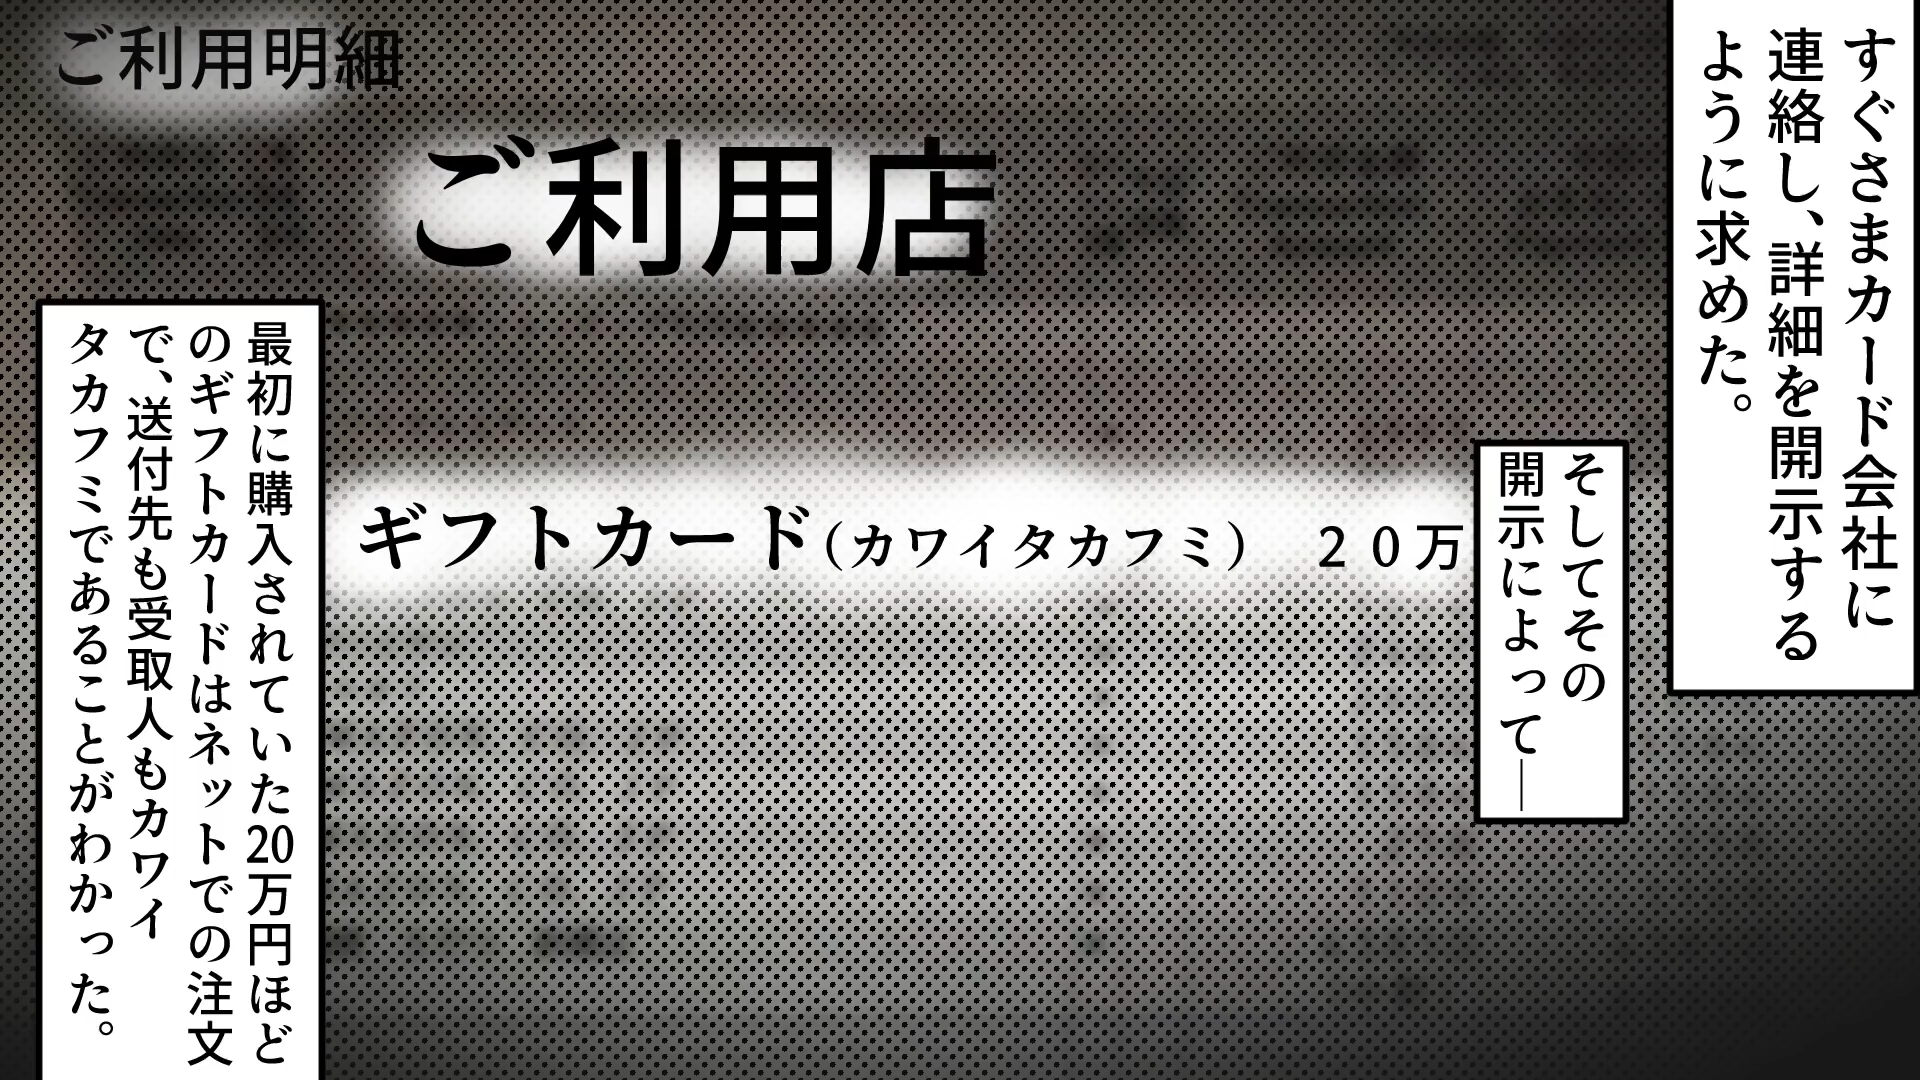 すぐさまカード会社に
連絡し、詳細を開示する
ように求めた。
ご利用明細
ご利用店
ギフトカード(カワイタカフミ) 20万
そしてその
開示によって―
最初に購入されていた20万円ほど
のギフトカードはネットでの注文
で、送付先も受取人もカワイ
タカフミであることがわかった。